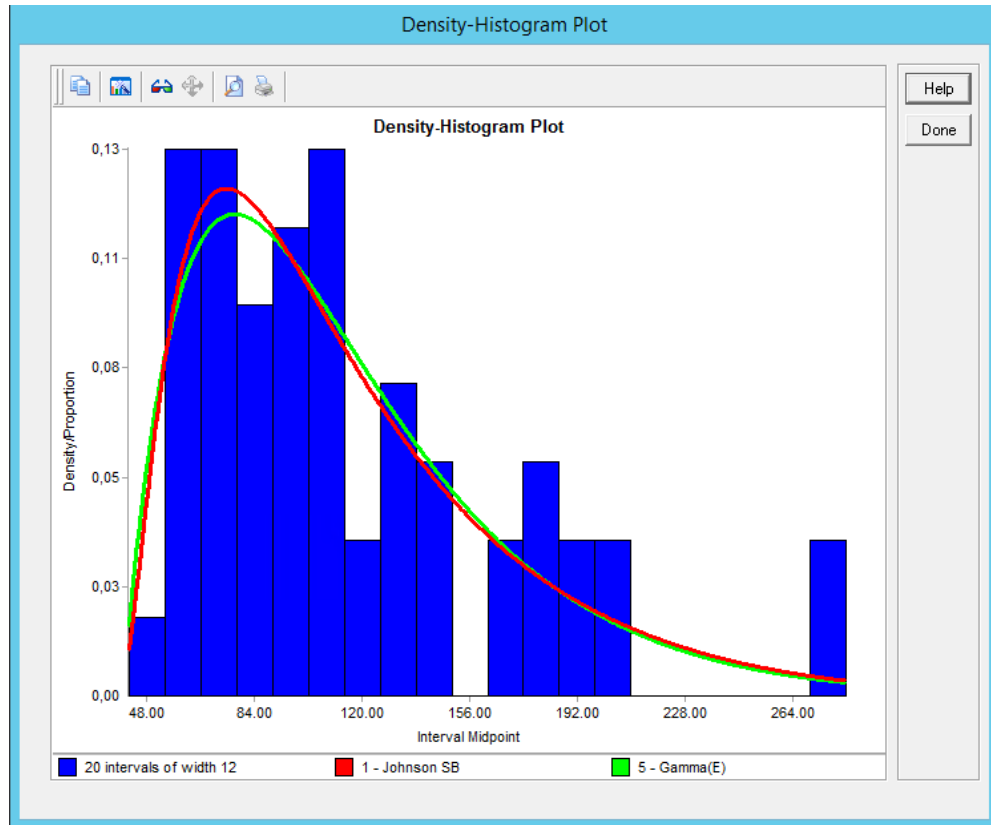 Density-Histogram Plot
Help
Done
Density-Histogram Plot
0,13
0,11
0,08
0,05
0,03
0,00
Density/Proportion
48.00 84.00 120.00 156.00 192.00 228.00 264.00
Interval Midpoint
20 intervals of width 12 1 - Johnson SB 5 - Gamma(E)